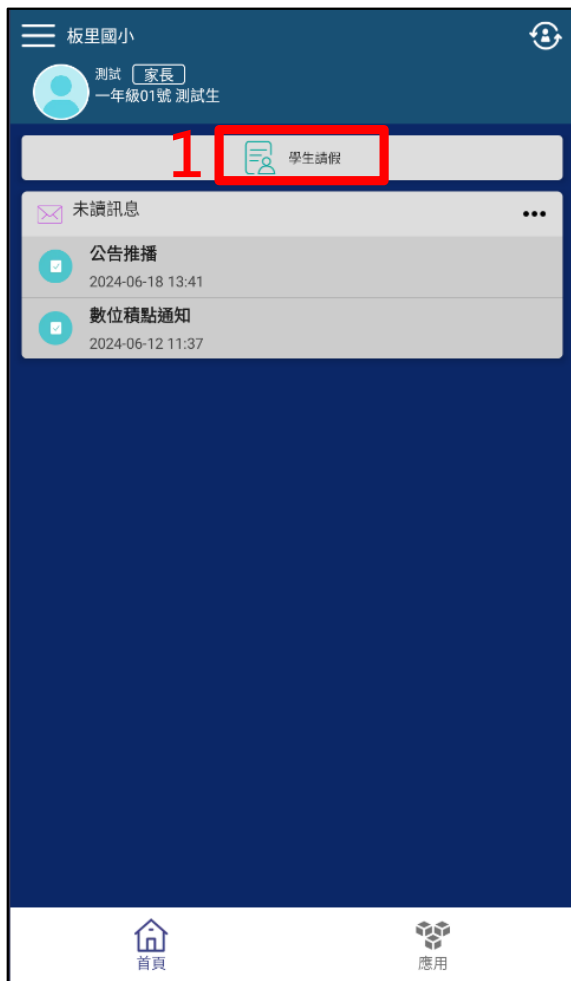 板里國小
測試 家長
一年級01號 測試生
1
學生請假
未讀訊息
公告推播
2024-06-18 13:41
數位積點通知
2024-06-12 11:37
首頁
應用